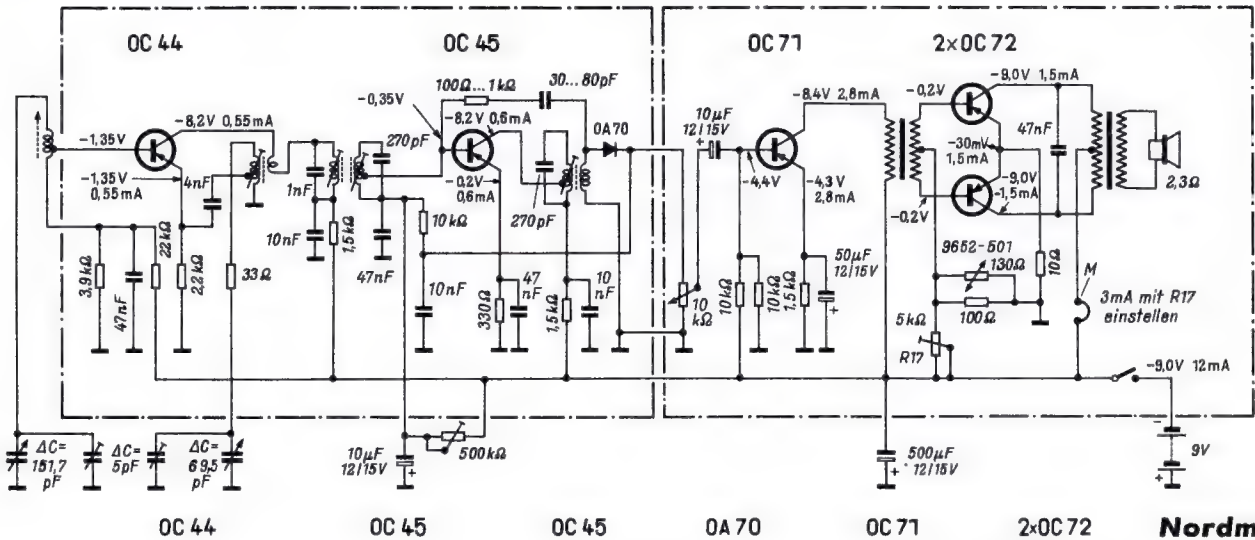 OC 44
OC 45
OC 71
2×OC 72
-1,35V
-8,2V 0,55mA
-1,35V
0,55mA
4nF
3,9kΩ
47nF
22kΩ
2,2kΩ
33Ω
1nF
10nF
1,5kΩ
270pF
47nF
100Ω...1kΩ
30...80pF
-0,35V
-8,2V
0,6mA
-0,2V
0,6mA
270pF
OA70
10kΩ
10nF
330Ω
47
nF
1,5kΩ
10
nF
10
kΩ
10µF
12/15V
-4,4V
-8,4V 2,8mA
-4,3V
2,8mA
10kΩ
10kΩ
1,5kΩ
50µF
12/15V
-0,2V
-0,2V
-9,0V 1,5mA
-30mV
1,5mA
-9,0V
-1,5mA
47nF
2,3Ω
9652-501
130Ω
100Ω
10Ω
5kΩ
R17
M
3mA mit R17
einstellen
-9,0V 12mA
ΔC=
151,7
pF
ΔC=
5pF
ΔC=
69,5
pF
10µF
12/15V
+
500kΩ
500µF
12/15V
+
-
9V
+
OC 44
OC 45
OC 45
OA 70
OC 71
2×OC 72
Nordm